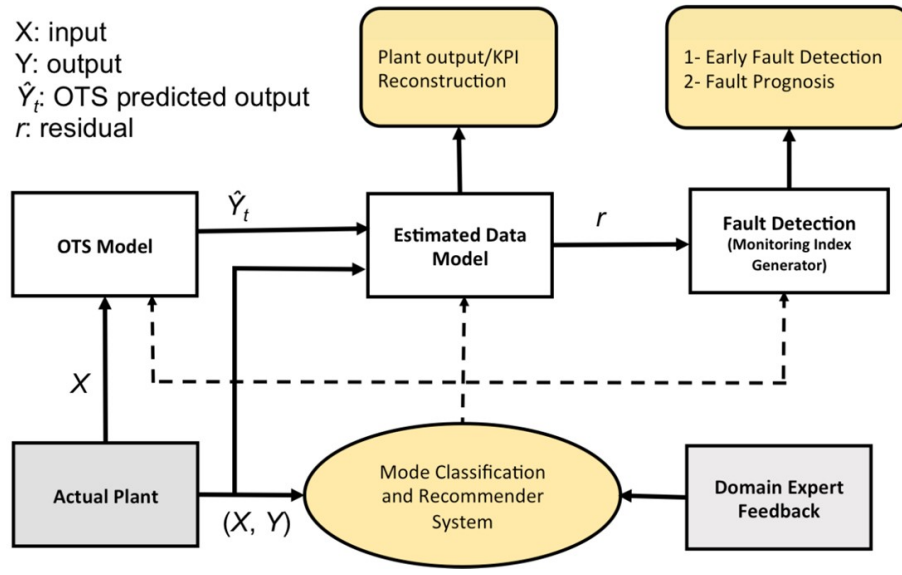 X: input
Y: output
Ŷt: OTS predicted output
r: residual
Plant output/KPI
Reconstruction
1- Early Fault Detection
2- Fault Prognosis
OTS Model
Ŷt
Estimated Data
Model
r
Fault Detection
(Monitoring Index
Generator)
X
Actual Plant
(X, Y)
Mode Classification
and Recommender
System
Domain Expert
Feedback